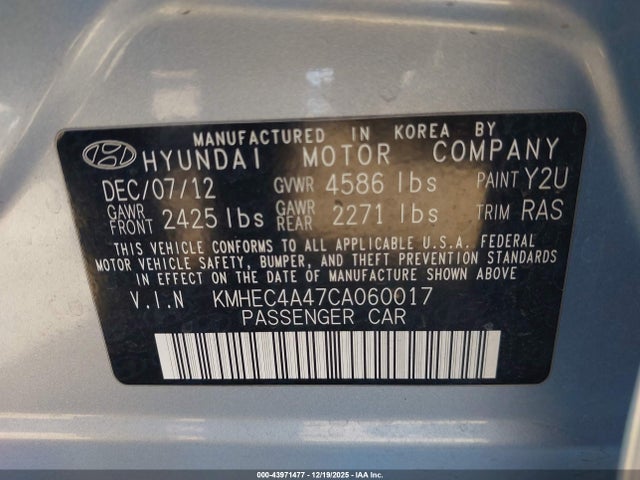 MANUFACTURED IN KOREA BY
HYUNDAI MOTOR COMPANY
DEC/07/12 GVWR 4586 lbs PAINT Y2U
GAWR FRONT 2425 lbs GAWR REAR 2271 lbs TRIM RAS
THIS VEHICLE CONFORMS TO ALL APPLICABLE U.S.A. FEDERAL
MOTOR VEHICLE SAFETY, BUMPER, AND THEFT PREVENTION STANDARDS
IN EFFECT ON THE DATE OF MANUFACTURE SHOWN ABOVE
V.I.N KMHEC4A47CA060017
PASSENGER CAR
000-43971477 - 12/19/2025 - IAA Inc.